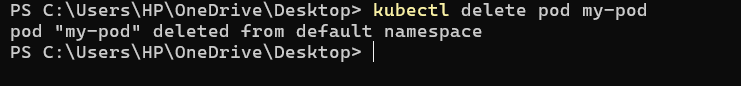 PS C:\Users\HP\OneDrive\Desktop> kubectl delete pod my-pod
pod "my-pod" deleted from default namespace
PS C:\Users\HP\OneDrive\Desktop>